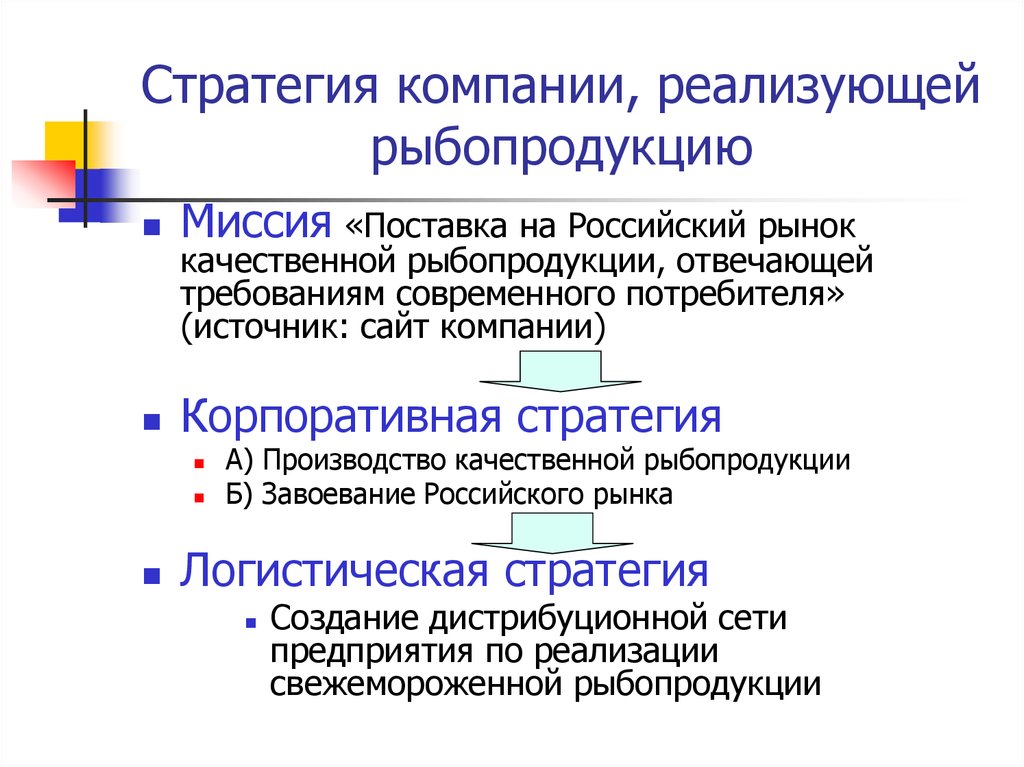 Стратегия компании, реализующей
рыбопродукцию
Миссия «Поставка на Российский рынок
качественной рыбопродукции, отвечающей
требованиям современного потребителя»
(источник: сайт компании)
Корпоративная стратегия
А) Производство качественной рыбопродукции
Б) Завоевание Российского рынка
Логистическая стратегия
Создание дистрибуционной сети
предприятия по реализации
свежемороженной рыбопродукции